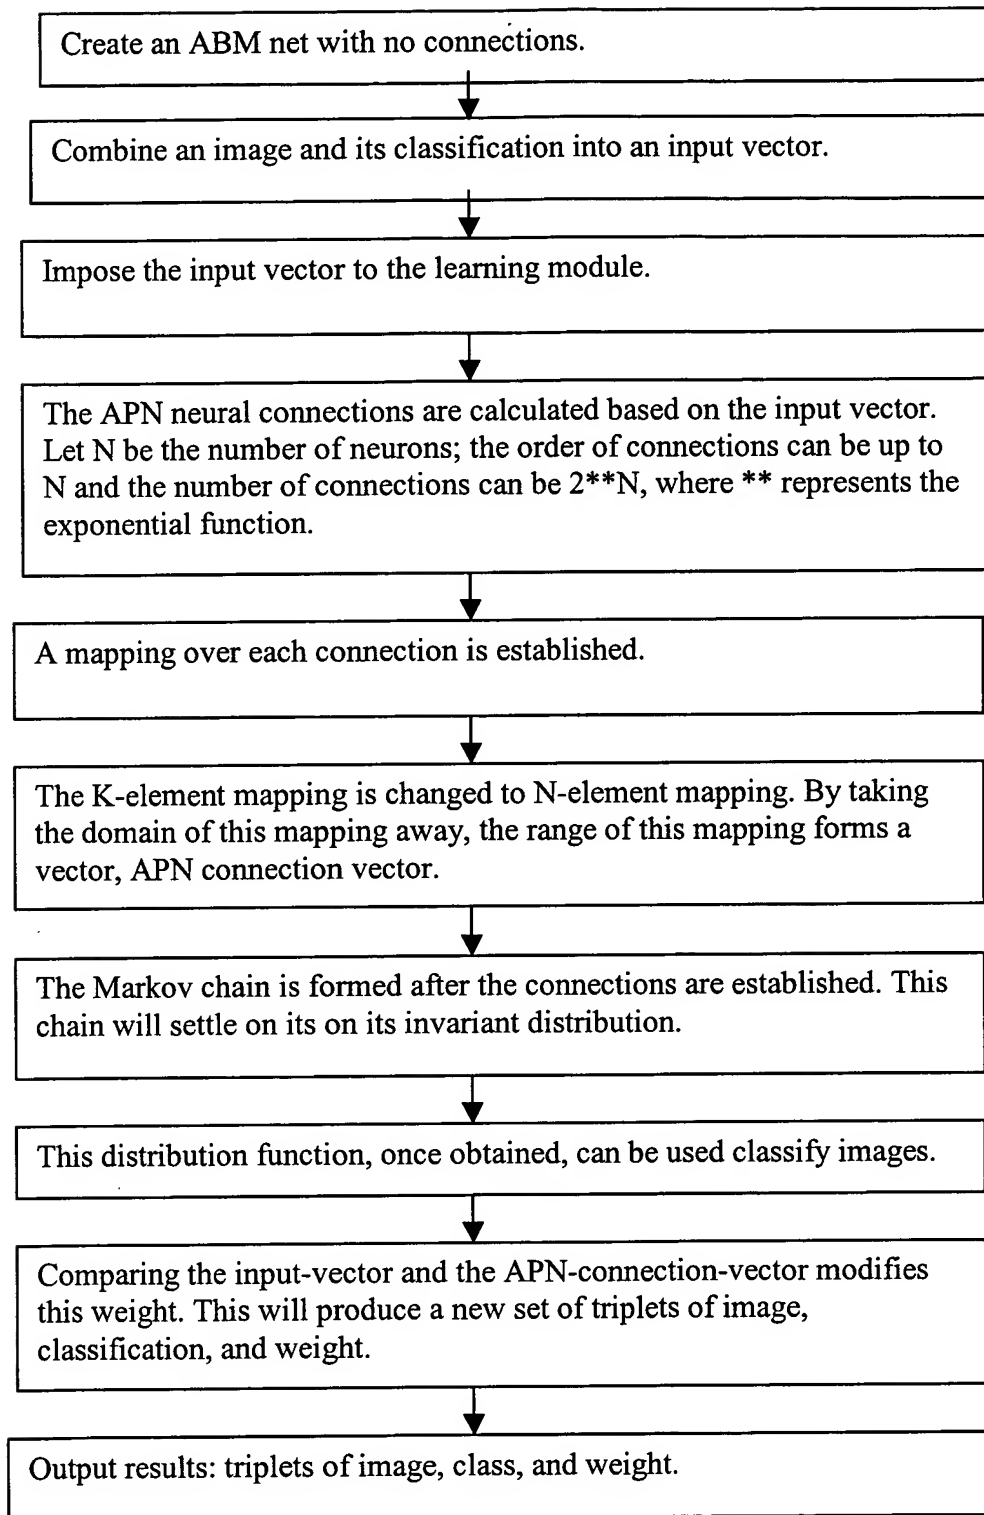 Create an ABM net with no connections.
Combine an image and its classification into an input vector.
Impose the input vector to the learning module.
The APN neural connections are calculated based on the input vector.
Let N be the number of neurons; the order of connections can be up to
N and the number of connections can be 2**N, where ** represents the
exponential function.
A mapping over each connection is established.
The K-element mapping is changed to N-element mapping. By taking
the domain of this mapping away, the range of this mapping forms a
vector, APN connection vector.
The Markov chain is formed after the connections are established. This
chain will settle on its on its invariant distribution.
This distribution function, once obtained, can be used classify images.
Comparing the input-vector and the APN-connection-vector modifies
this weight. This will produce a new set of triplets of image,
classification, and weight.
Output results: triplets of image, class, and weight.